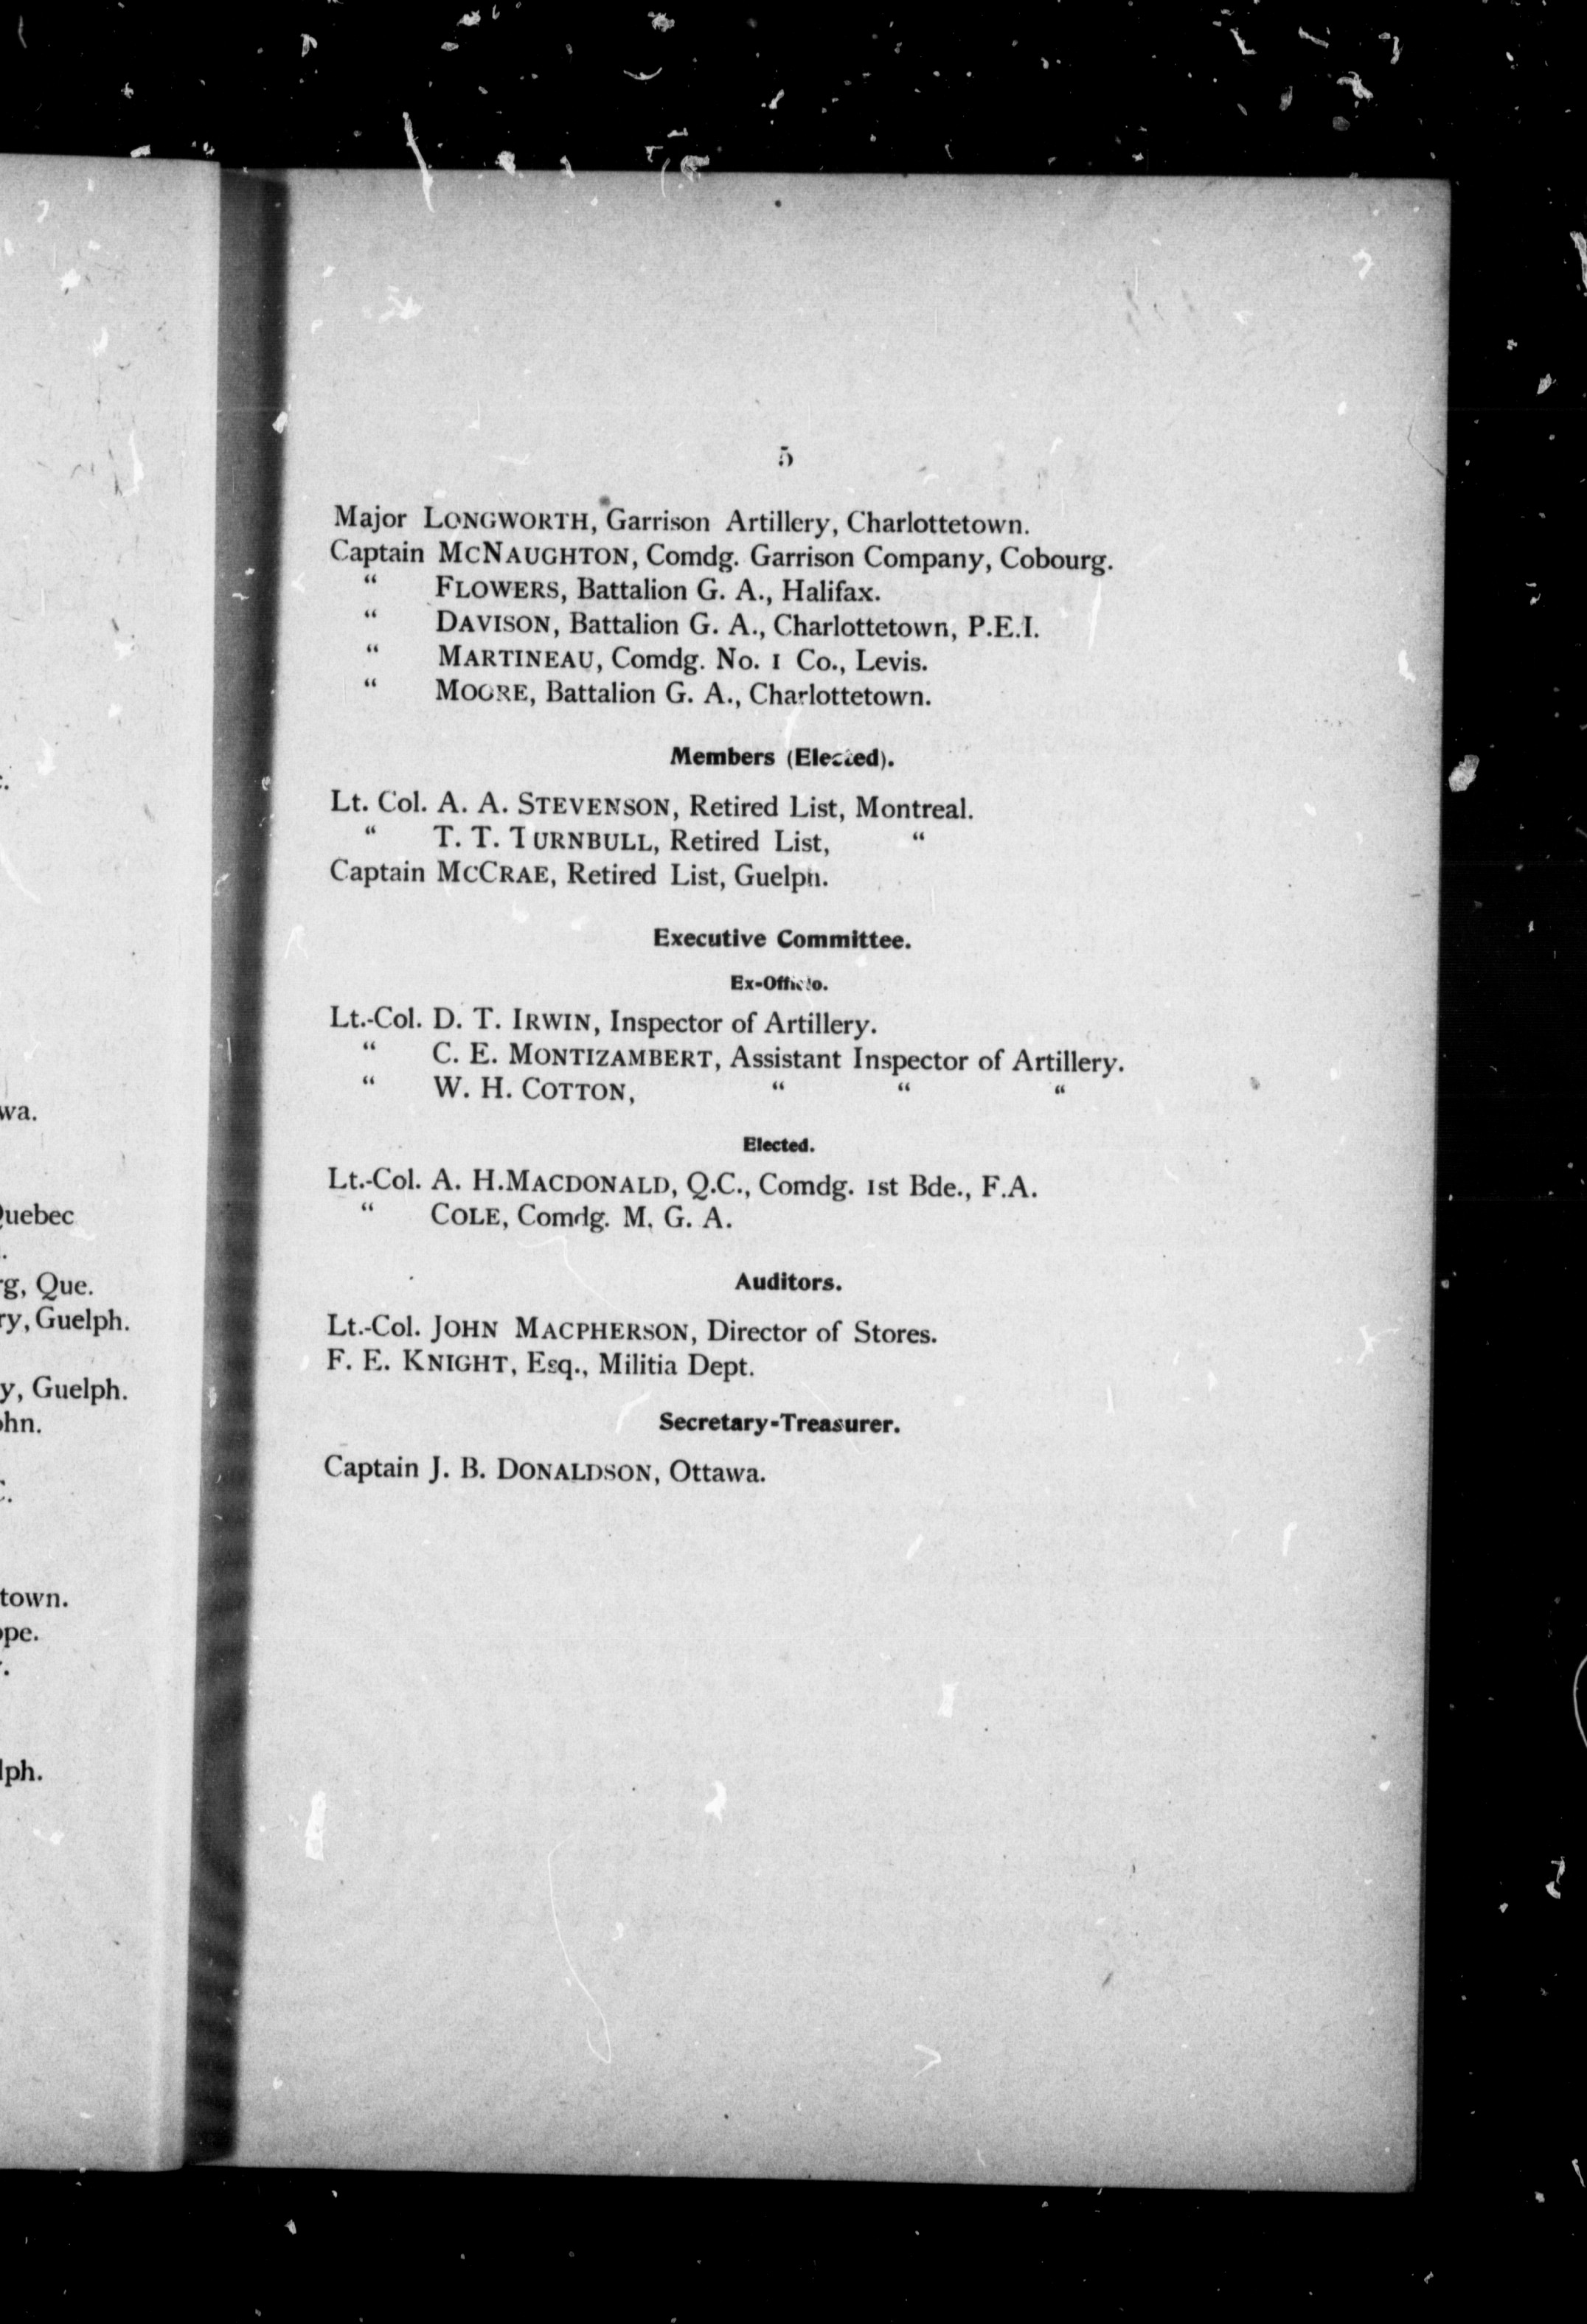 5
Major LONGWORTH, Garrison Artillery, Charlottetown.
Captain MCNAUGHTON, Comdg. Garrison Company, Cobourg.
“ FLOWERS, Battalion G. A., Halifax.
“ DAVISON, Battalion G. A., Charlottetown, P.E.I.
“ MARTINEAU, Comdg. No. 1 Co., Levis.
“ MOORE, Battalion G. A., Charlottetown.
Members (Elected).
Lt. Col. A. A. STEVENSON, Retired List, Montreal.
“ T. T. TURNBULL, Retired List, “
Captain MCCRAE, Retired List, Guelph.
Executive Committee.
Ex-Officio.
Lt.-Col. D. T. IRWIN, Inspector of Artillery.
“ C. E. MONTIZAMBERT, Assistant Inspector of Artillery.
“ W. H. COTTON, “ “ “
Elected.
Lt.-Col. A. H. MACDONALD, Q.C., Comdg. 1st Bde., F.A.
“ COLE, Comdg. M. G. A.
Auditors.
Lt.-Col. JOHN MACPHERSON, Director of Stores.
F. E. KNIGHT, Esq., Militia Dept.
Secretary-Treasurer.
Captain J. B. DONALDSON, Ottawa.